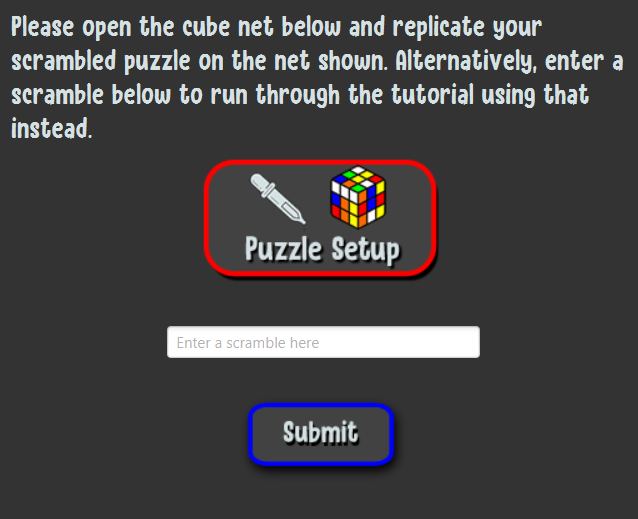 Please open the cube net below and replicate your
scrambled puzzle on the net shown. Alternatively, enter a
scramble below to run through the tutorial using that
instead.
Puzzle Setup
Enter a scramble here
Submit